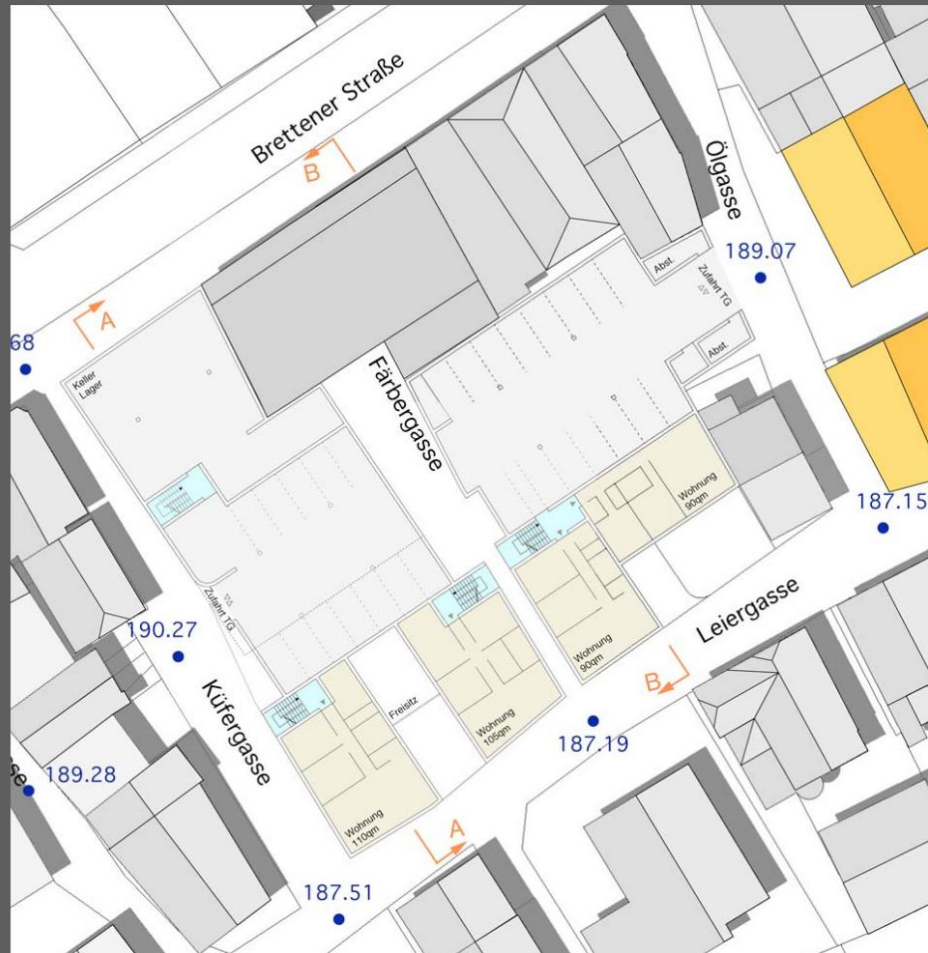 Brettener Straße
B
Ölgasse
189.07
Abst.
Zufahrt TG
A
68
Keller
Lager
Färbergasse
Abst.
Wohnung
90qm
187.15
Zufahrt TG
190.27
Leiergasse
Wohnung
90qm
B
Küfergasse
Freisitz
Wohnung
105qm
187.19
189.28
se
Wohnung
110qm
A
187.51